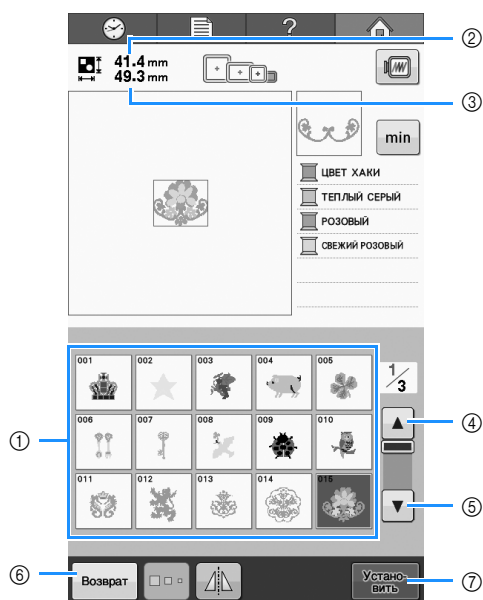 ?
②
41.4 mm
49.3 mm
③
min
ЦВЕТ ХАКИ
ТЕПЛЫЙ СЕРЫЙ
РОЗОВЫЙ
СВЕЖИЙ РОЗОВЫЙ
001 002 003 004 005
1/3
006 007 008 009 010
①
④
011 012 013 014 015
⑤
⑥
Возврат
Устано-
вить
⑦